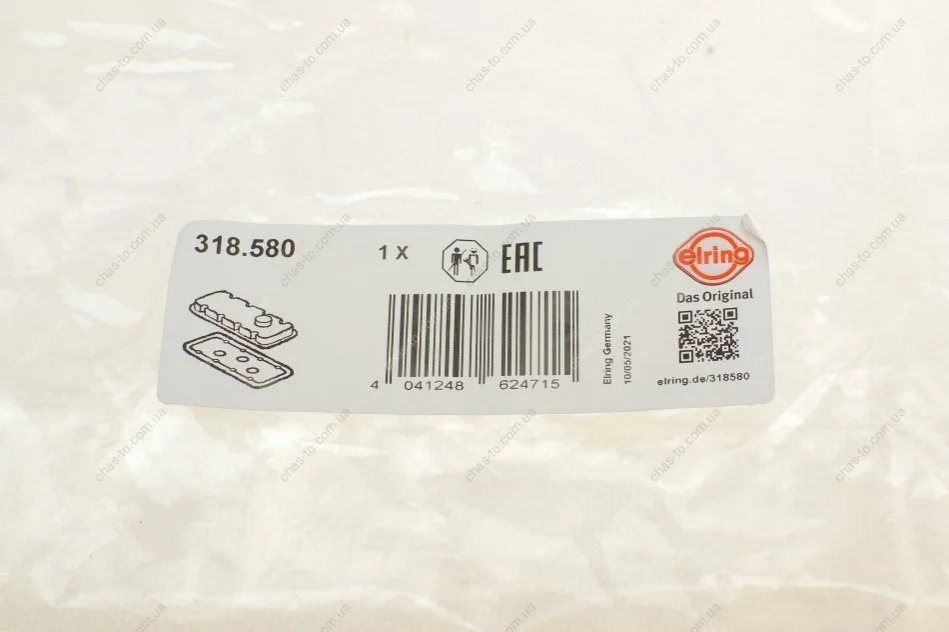 318.580
1 X
EAC
elring
Das Original
4 041248 624715
Elring Germany
10/05/2021
elring.de/318580
chas-to.com.ua